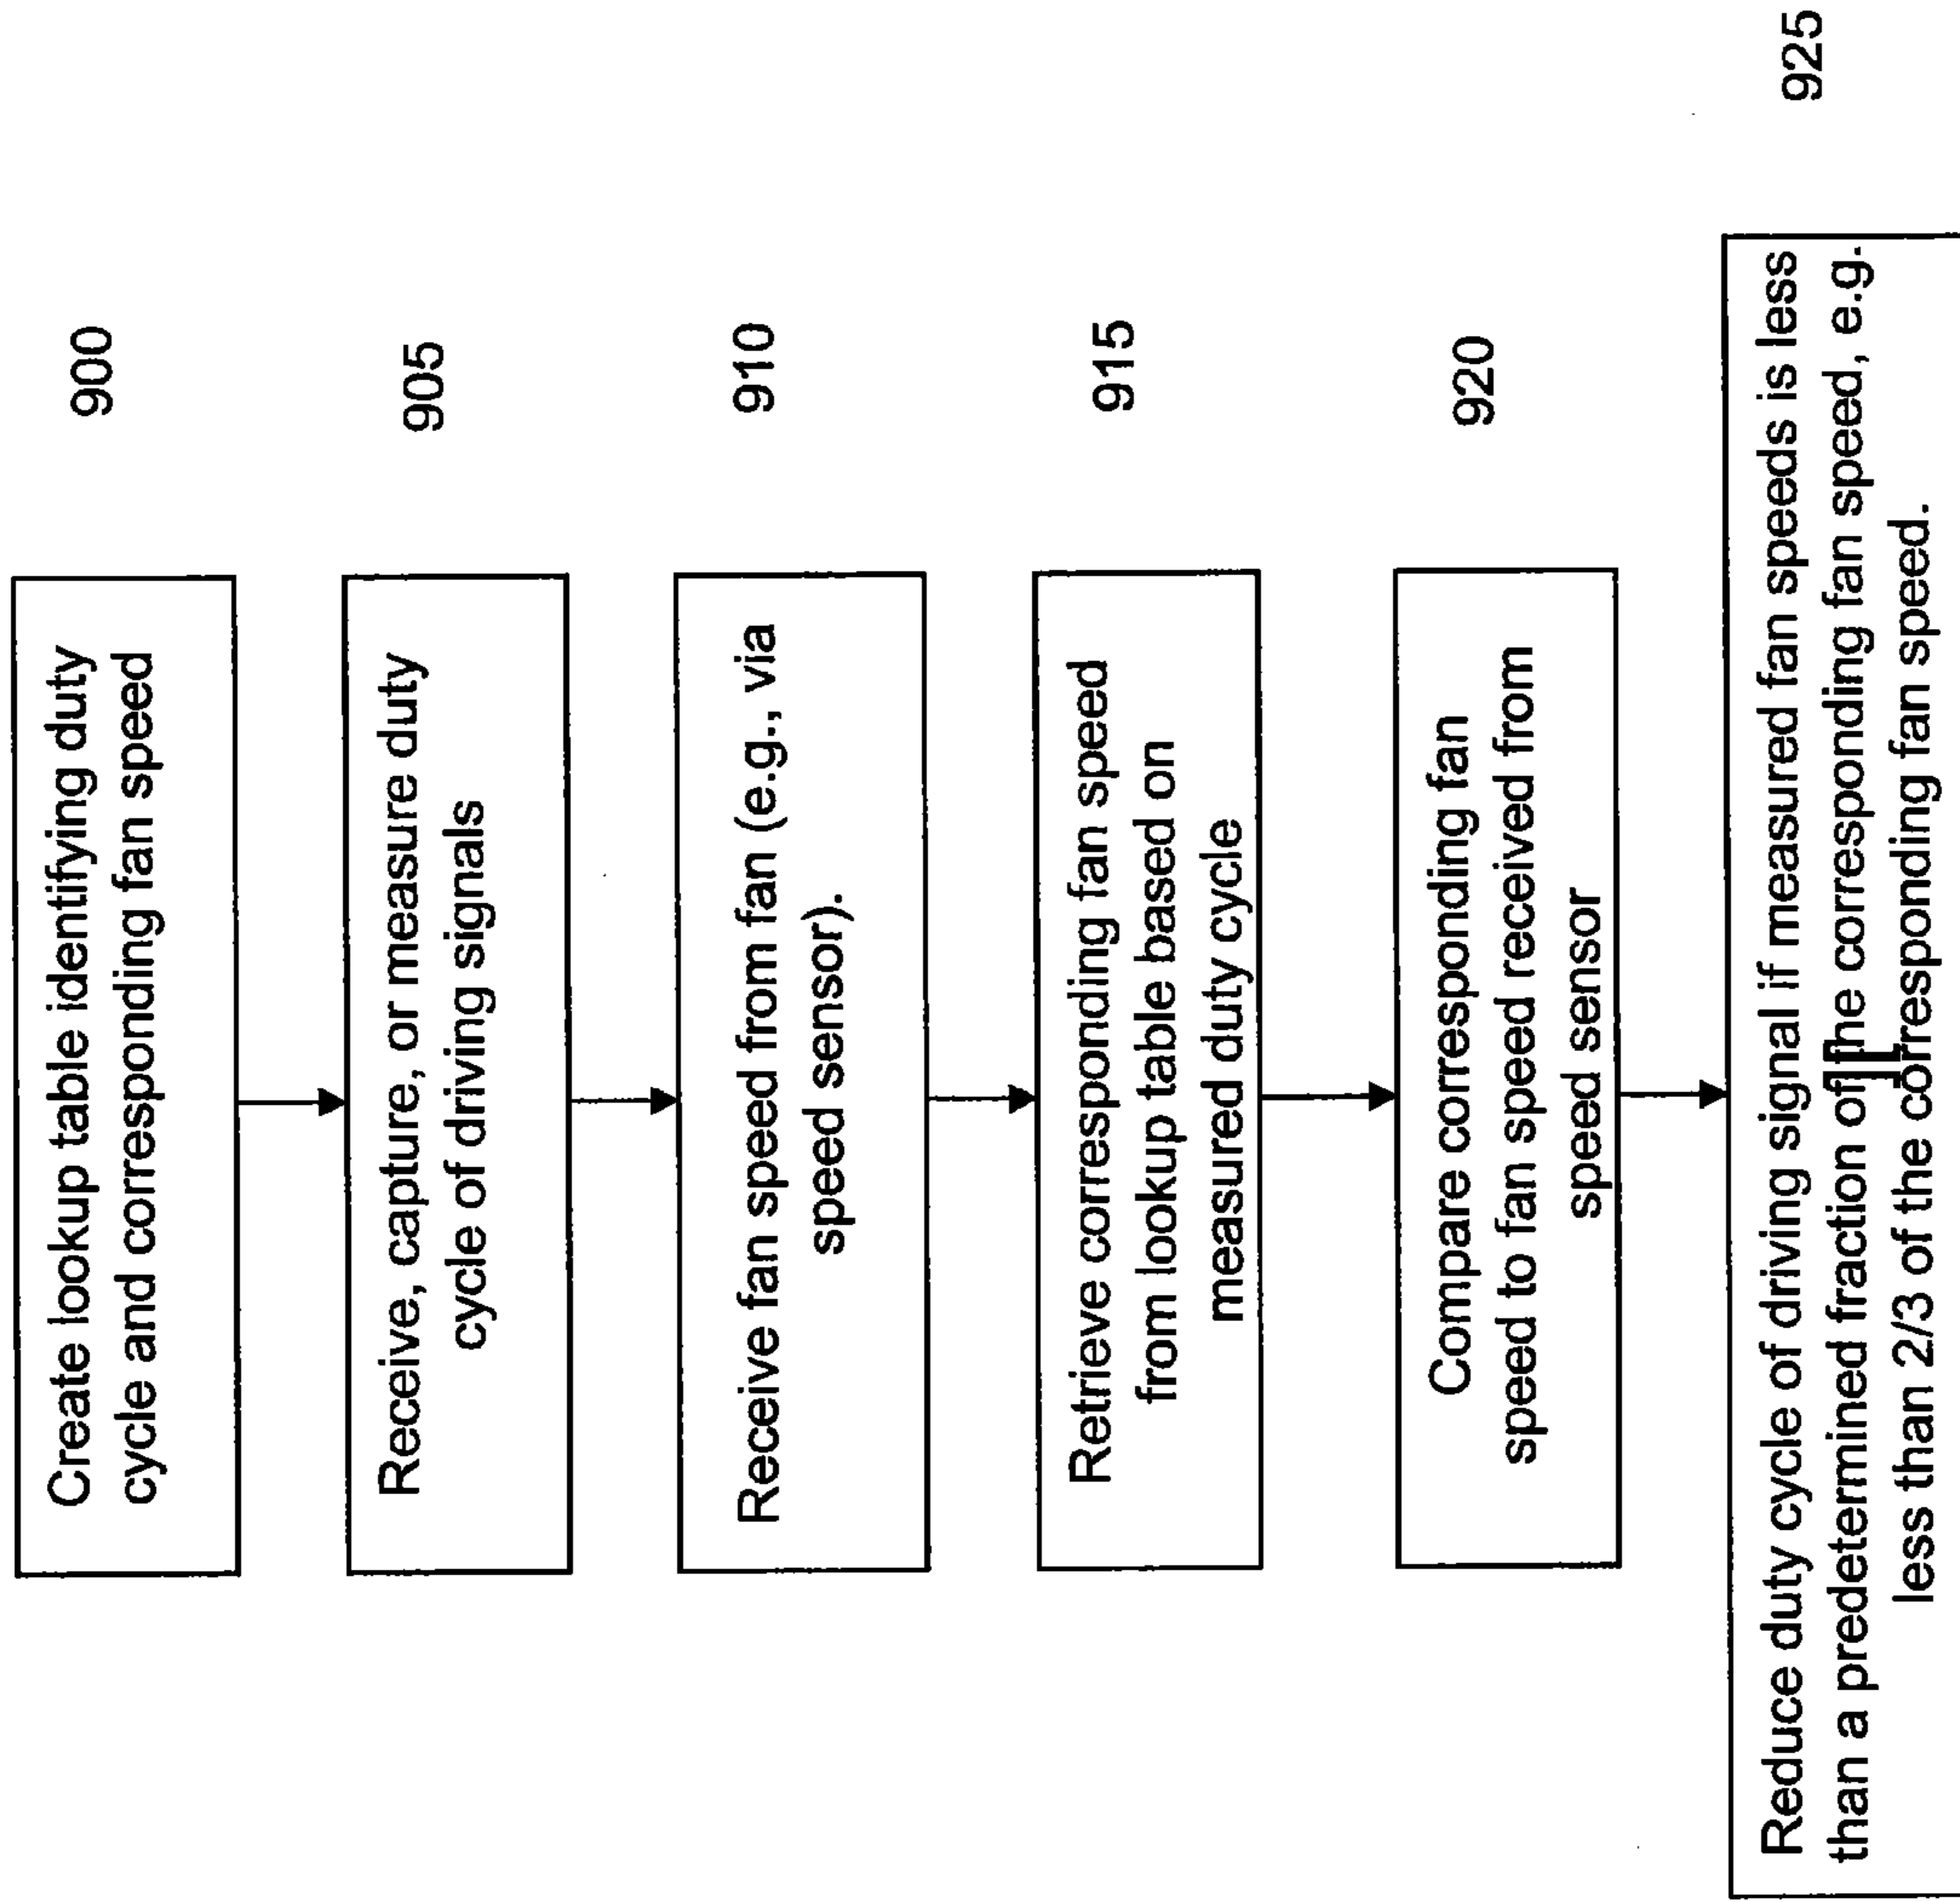 900
Create lookup table identifying duty
cycle and corresponding fan speed
905
Receive, capture, or measure duty
cycle of driving signals
910
Receive fan speed from fan (e.g., via
speed sensor).
915
Retrieve corresponding fan speed
from lookup table based on
measured duty cycle
920
Compare corresponding fan
speed to fan speed received from
speed sensor
925
Reduce duty cycle of driving signal if measured fan speeds is less
than a predetermined fraction of the corresponding fan speed, e.g.
less than 2/3 of the corresponding fan speed.